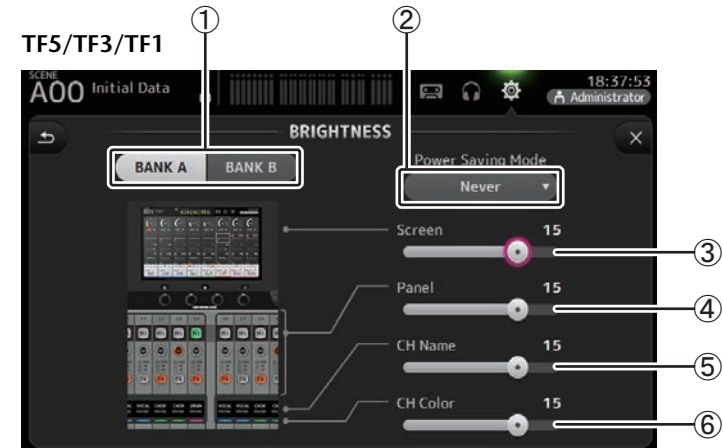 ① ②
TF5/TF3/TF1
SCENE
A00 Initial Data
18:37:53
Administrator
BRIGHTNESS
BANK A BANK B
Power Saving Mode
Never
Screen 15
③
Panel 15
④
CH Name 15
⑤
CH Color 15
⑥